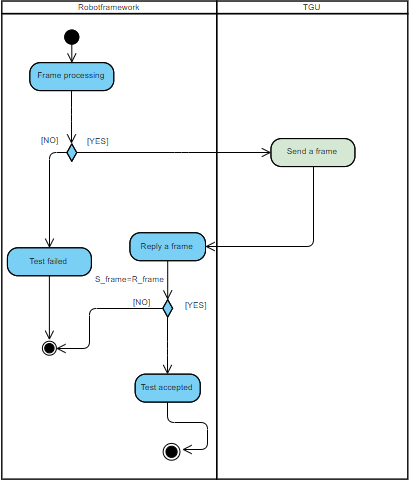 Robotframework
TGU
Frame processing
[NO]
[YES]
Send a frame
Reply a frame
Test failed
S_frame=R_frame
[NO]
[YES]
Test accepted